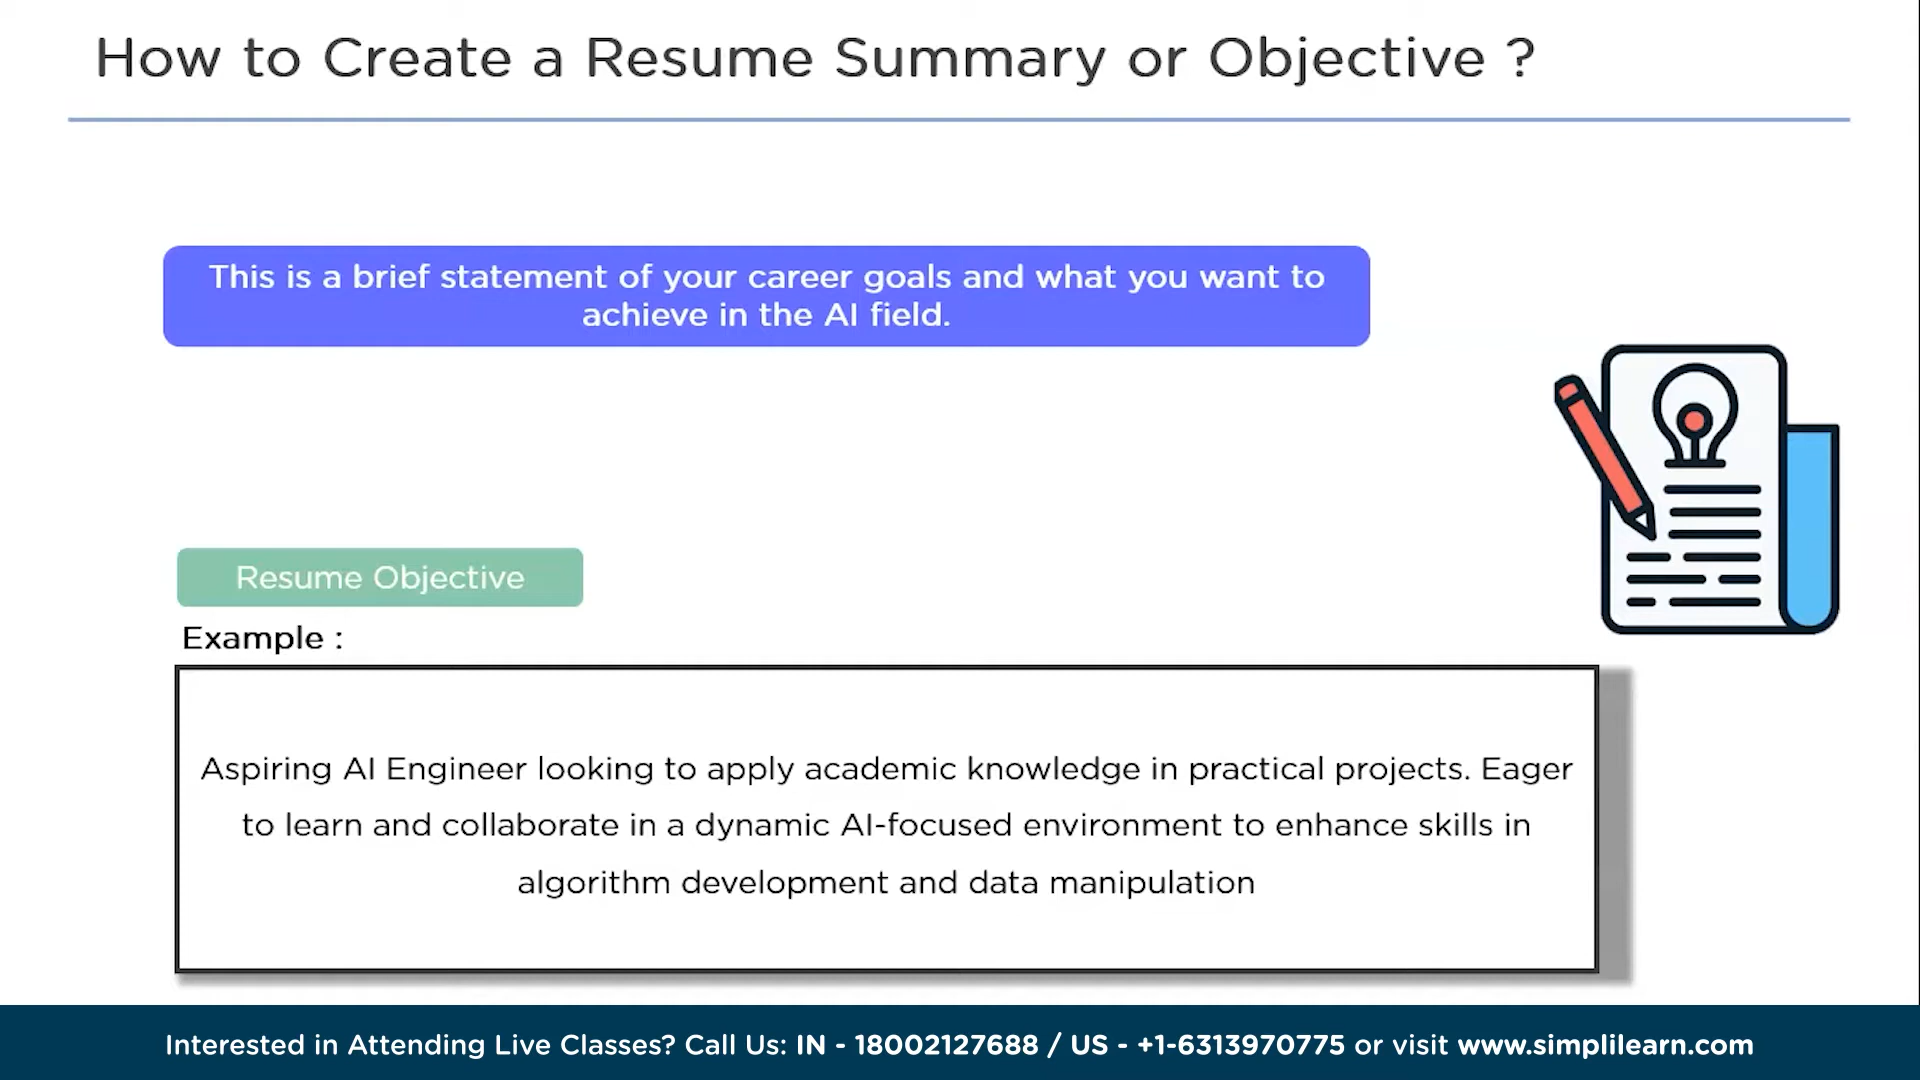 How to Create a Resume Summary or Objective ?
This is a brief statement of your career goals and what you want to
achieve in the AI field.
Resume Objective
Example :
Aspiring AI Engineer looking to apply academic knowledge in practical projects. Eager
to learn and collaborate in a dynamic AI-focused environment to enhance skills in
algorithm development and data manipulation
Interested in Attending Live Classes? Call Us: IN - 18002127688 / US - +1-6313970775 or visit www.simplilearn.com